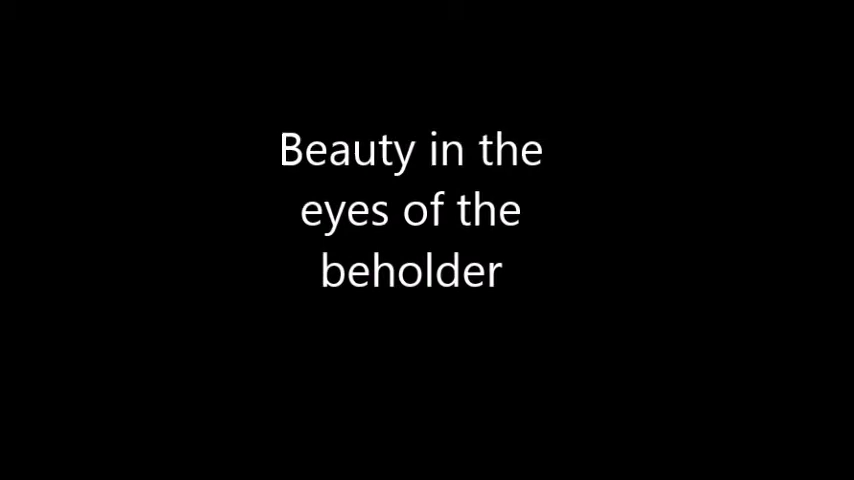 Beauty in the
eyes of the
beholder